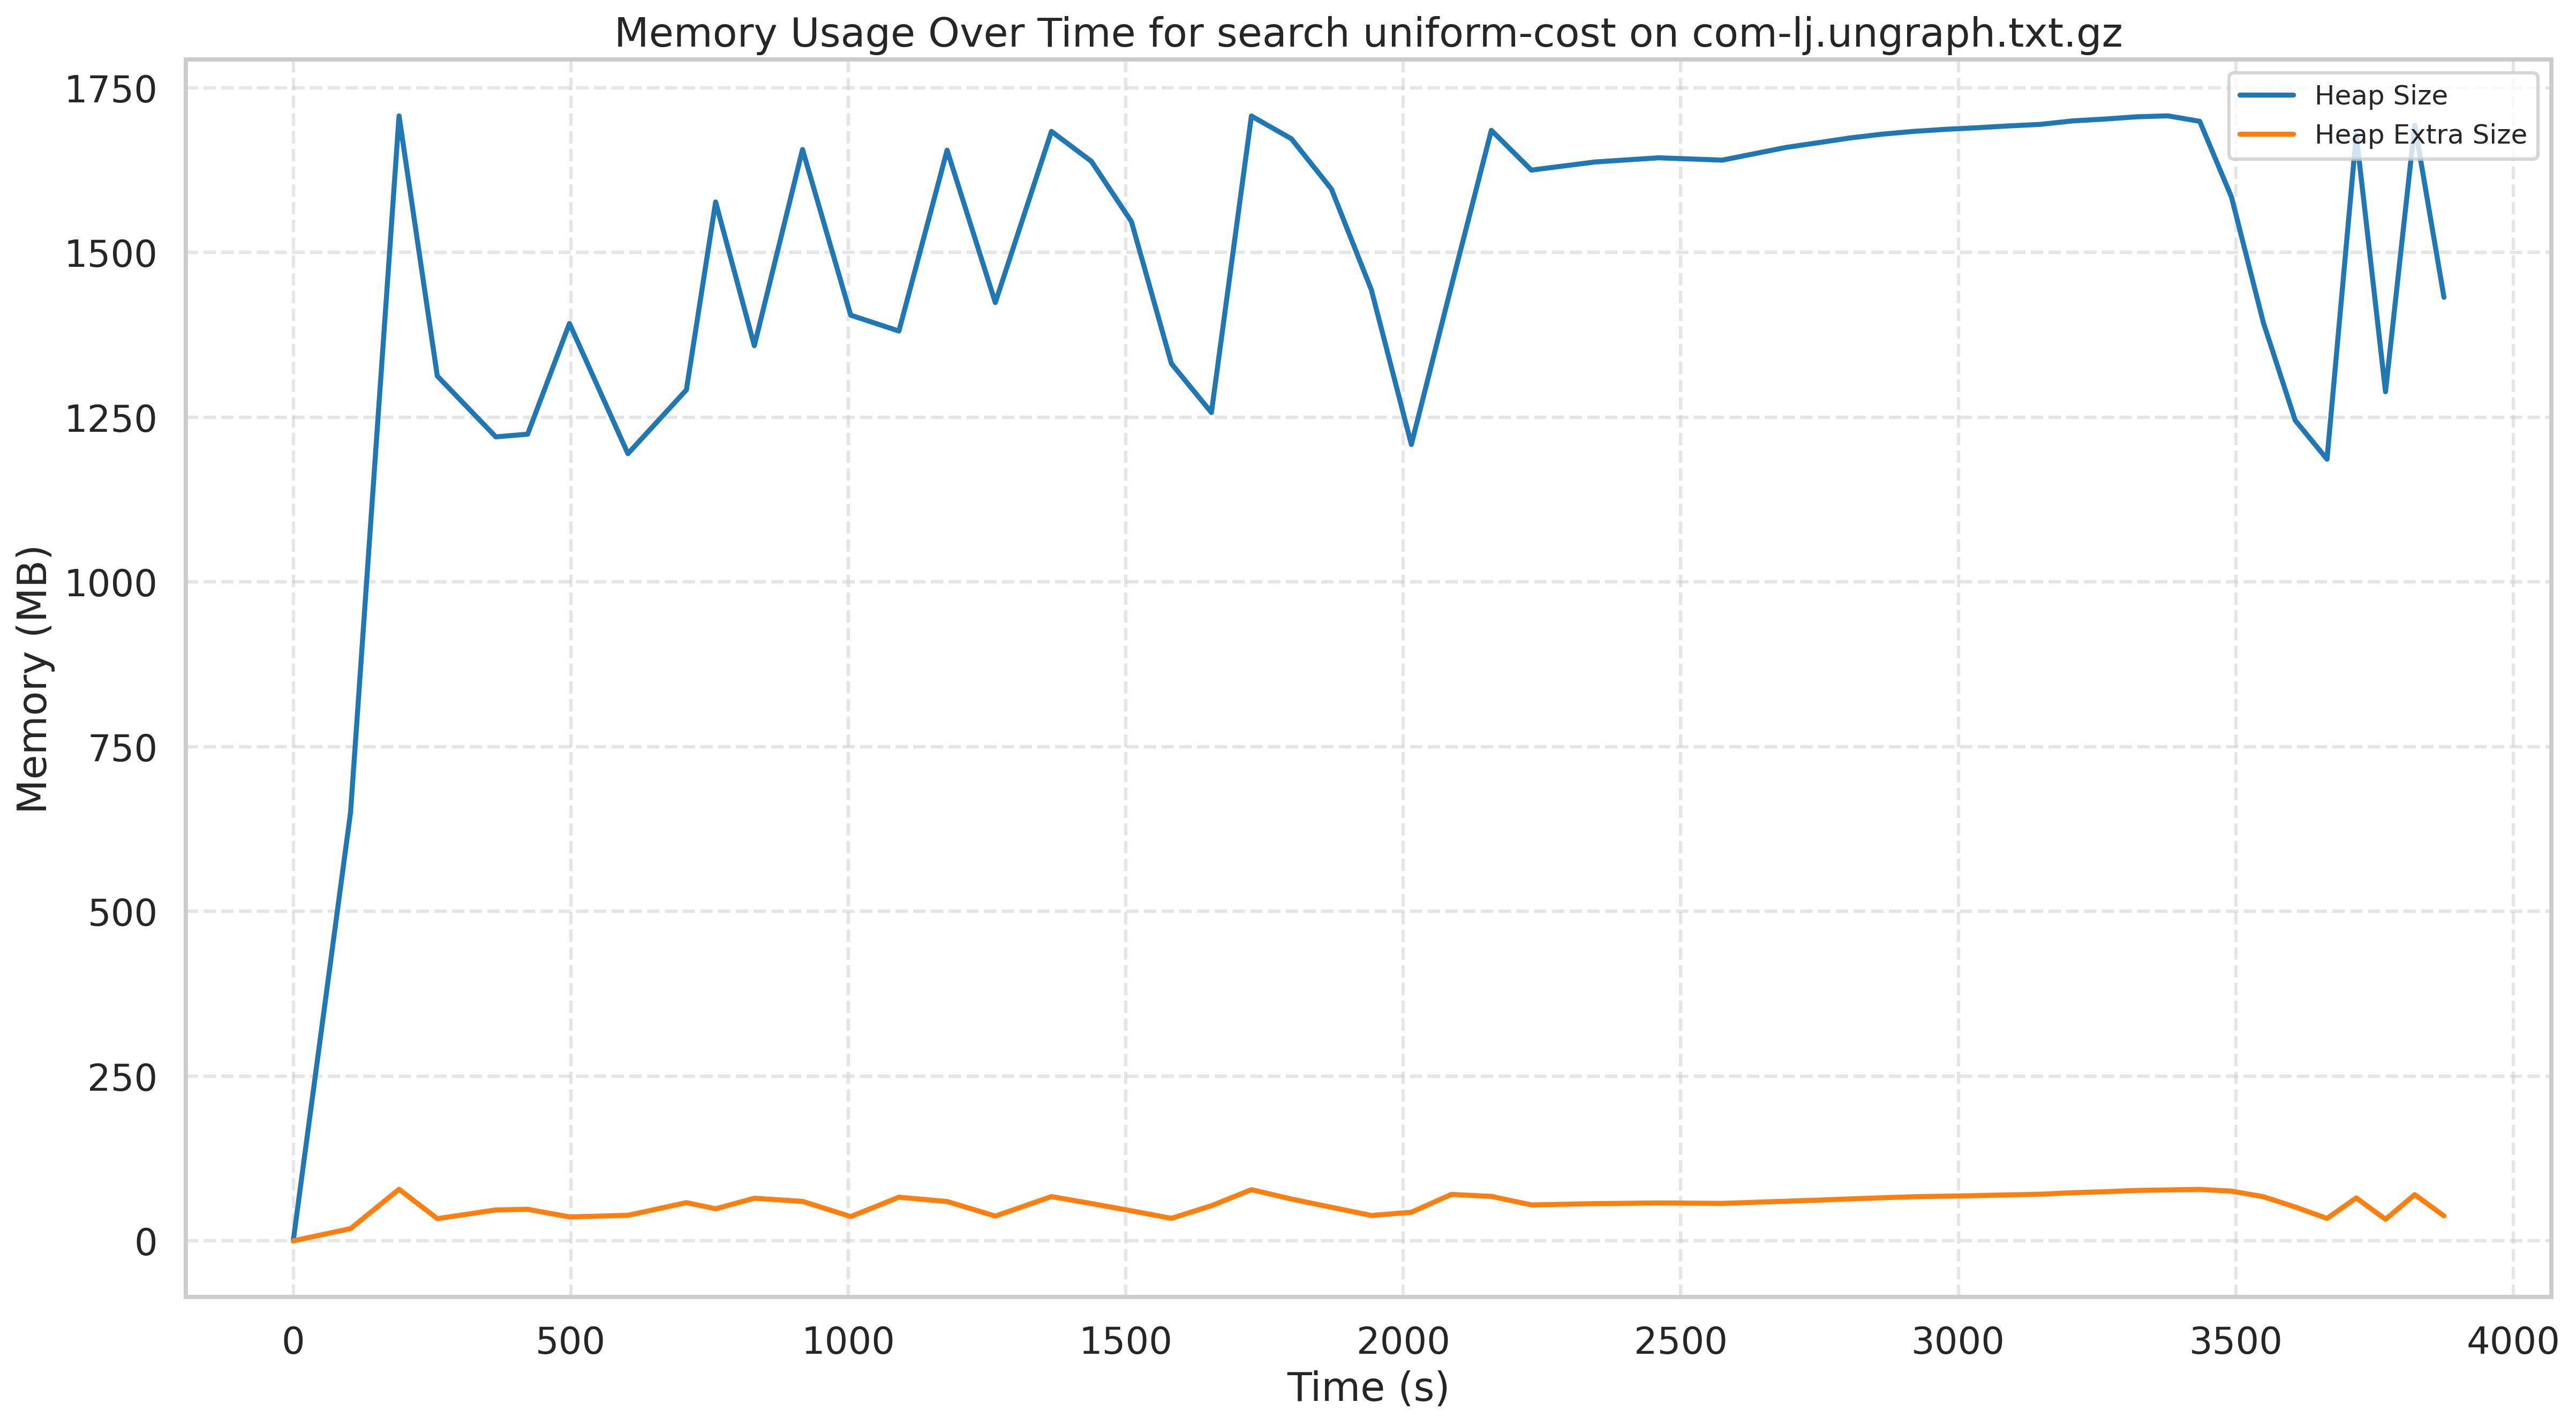 Memory Usage Over Time for search uniform-cost on com-lj.ungraph.txt.gz
Heap Size
Heap Extra Size
Memory (MB)
1750
1500
1250
1000
750
500
250
0
0 500 1000 1500 2000 2500 3000 3500 4000
Time (s)